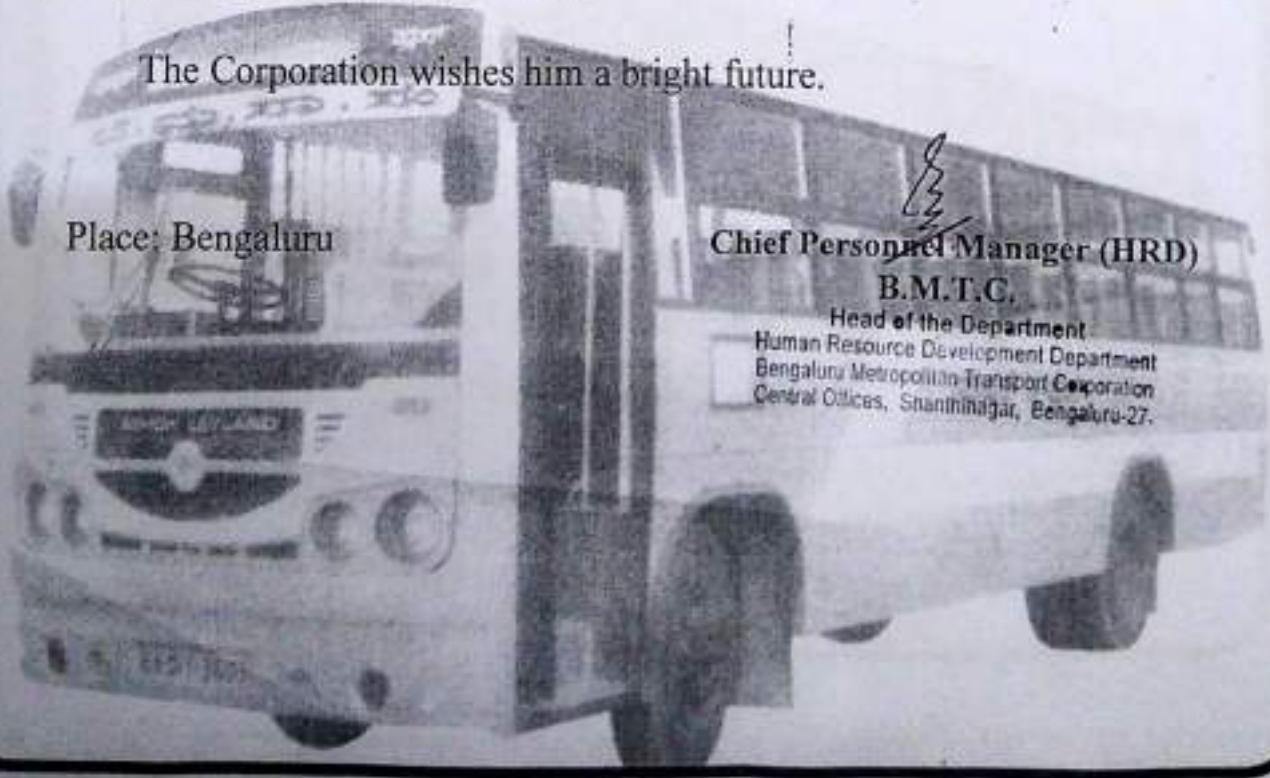 The Corporation wishes him a bright future.
Place: Bengaluru
Chief Personnel Manager (HRD)
B.M.T.C.
Head of the Department
Human Resource Development Department
Bengaluru Metropolitan Transport Corporation
Central Offices, Shanthinagar, Bengaluru-27.
LEYLAND